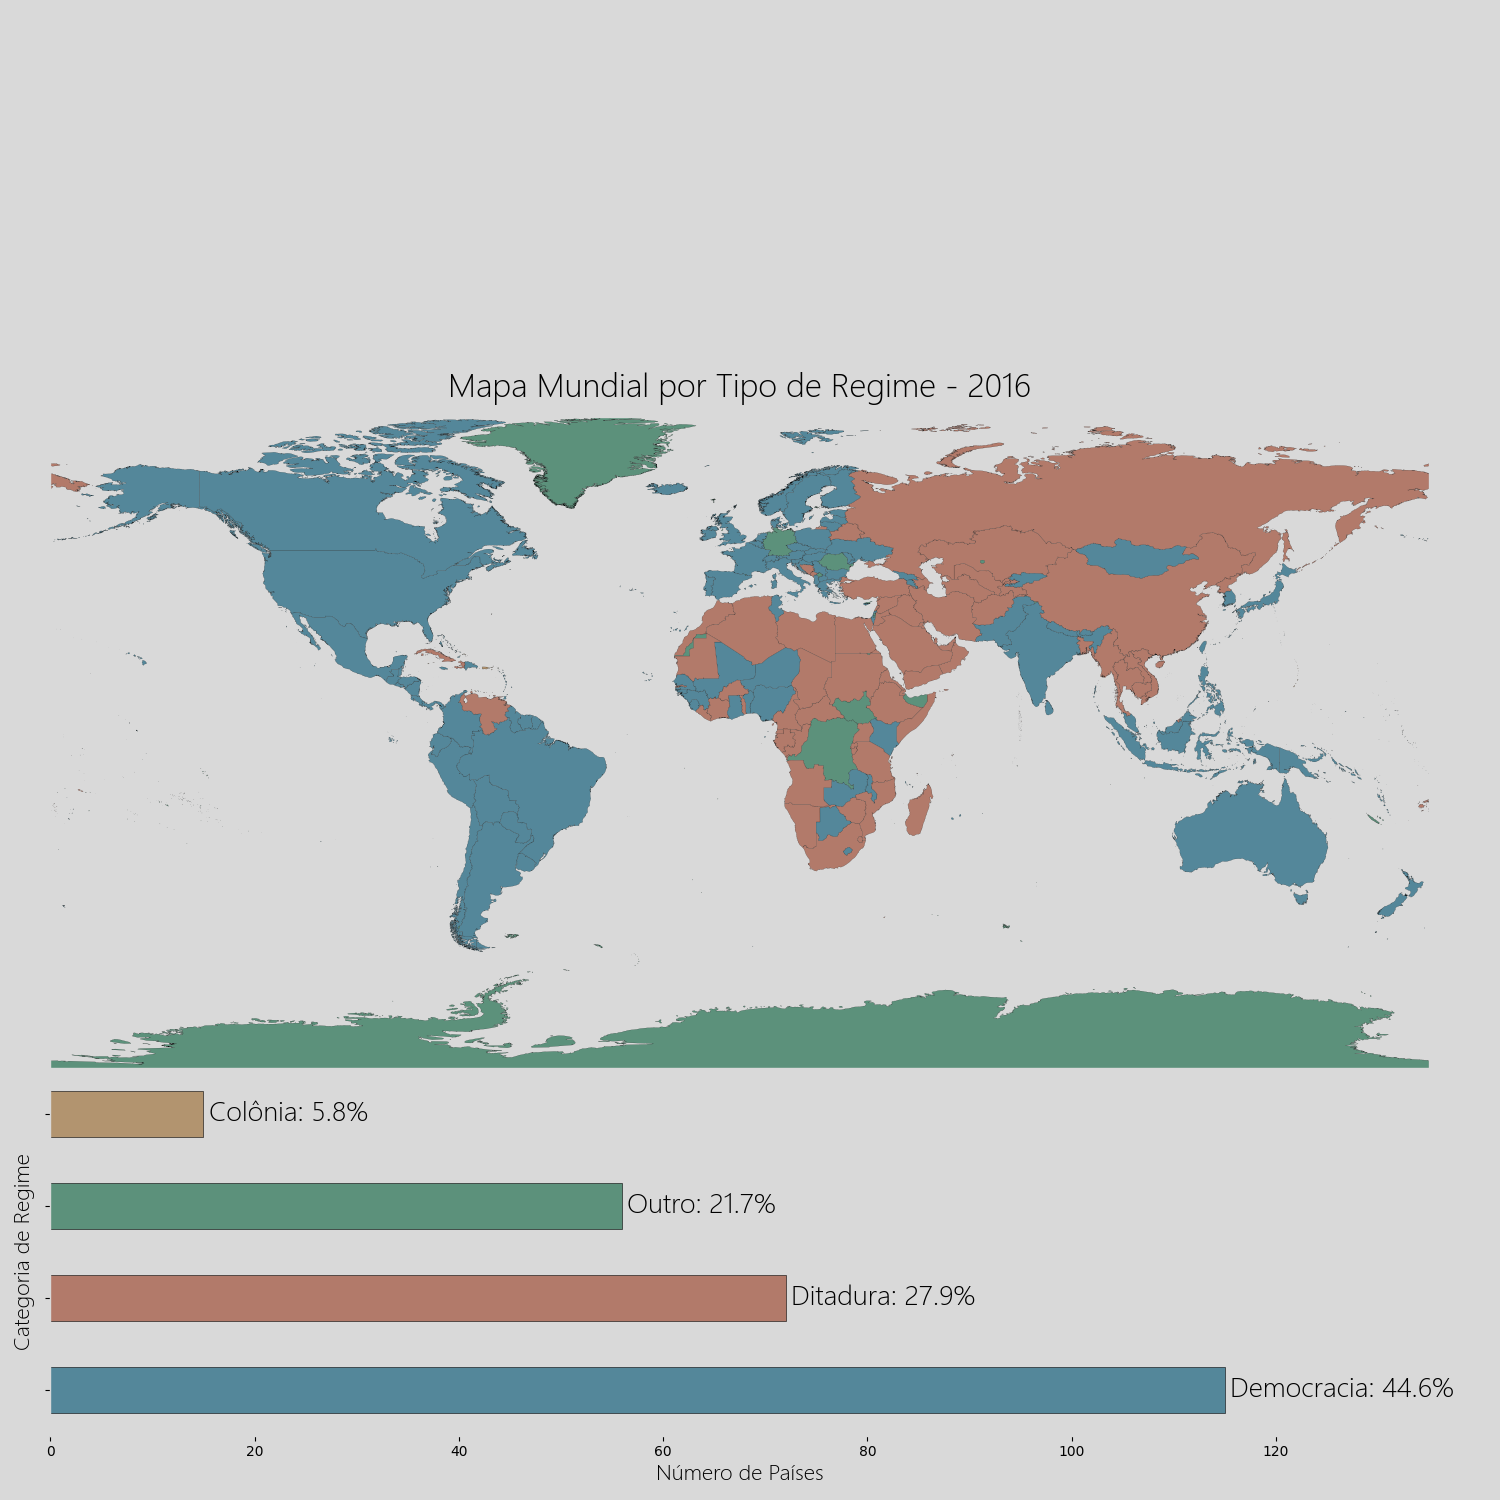 Mapa Mundial por Tipo de Regime - 2016
Colônia: 5.8%
Outro: 21.7%
Ditadura: 27.9%
Democracia: 44.6%
Categoria de Regime
0 20 40 60 80 100 120
Número de Países